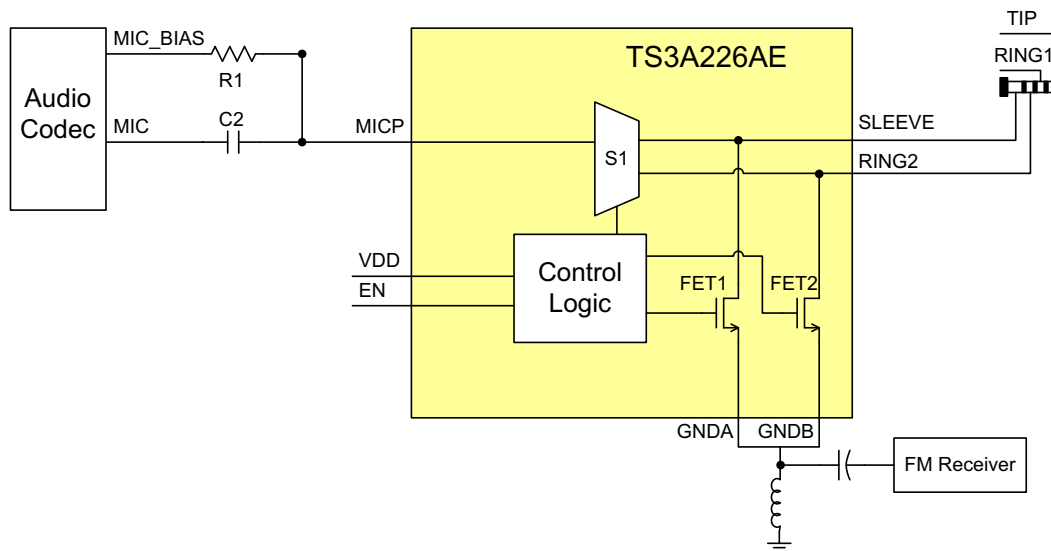 TIP
MIC_BIAS
TS3A226AE
RING1
R1
Audio
Codec
MIC
C2
MICP
SLEEVE
S1
RING2
VDD
Control
Logic
EN
FET1
FET2
GNDA
GNDB
FM Receiver